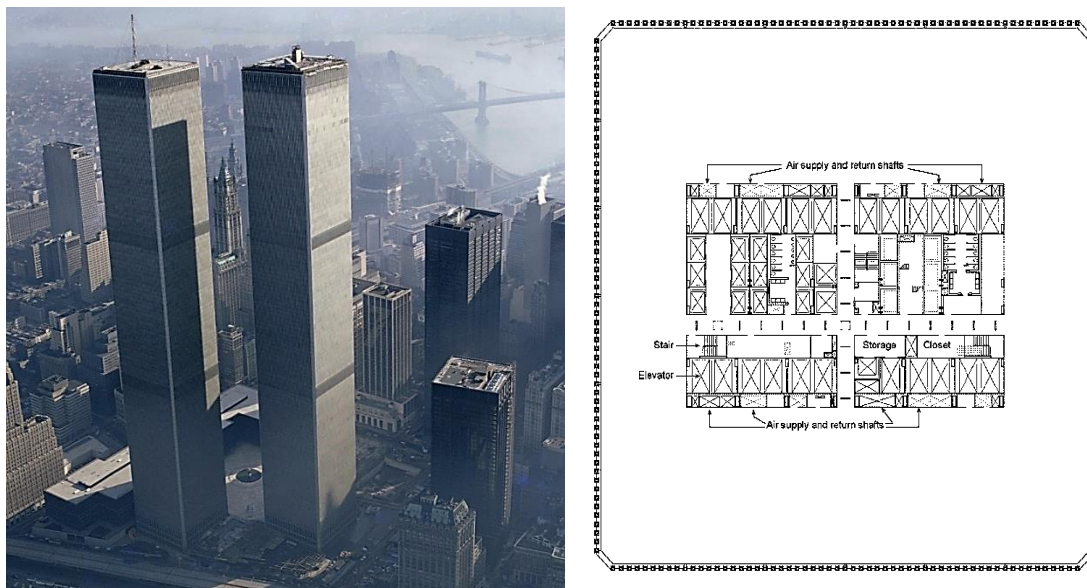 Air supply and return shafts
Stair
Storage
Closet
Elevator
Air supply and return shafts